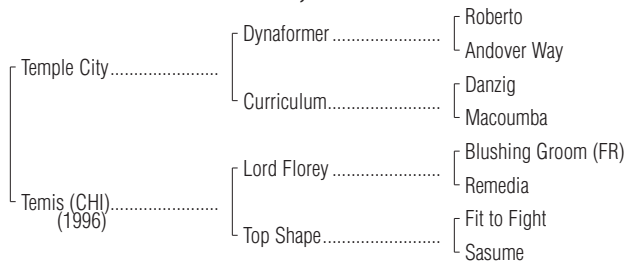 Roberto
Dynaformer
Andover Way
Temple City
Danzig
Curriculum
Macoumba
Blushing Groom (FR)
Lord Florey
Remedia
Temis (CHI)
(1996)
Fit to Fight
Top Shape
Sasume